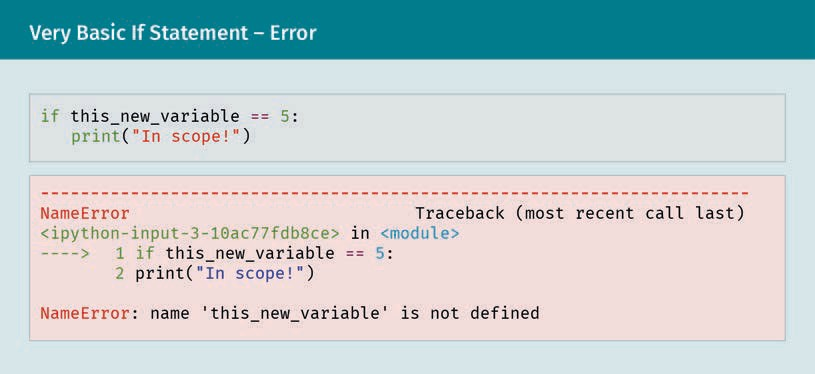 Very Basic If Statement – Error
if this_new_variable == 5:
   print("In scope!")
-----------------------------------------------------------------------
NameError                             Traceback (most recent call last)
<ipython-input-3-10ac77fdb8ce> in <module>
---->   1 if this_new_variable == 5:
        2 print("In scope!")
NameError: name 'this_new_variable' is not defined